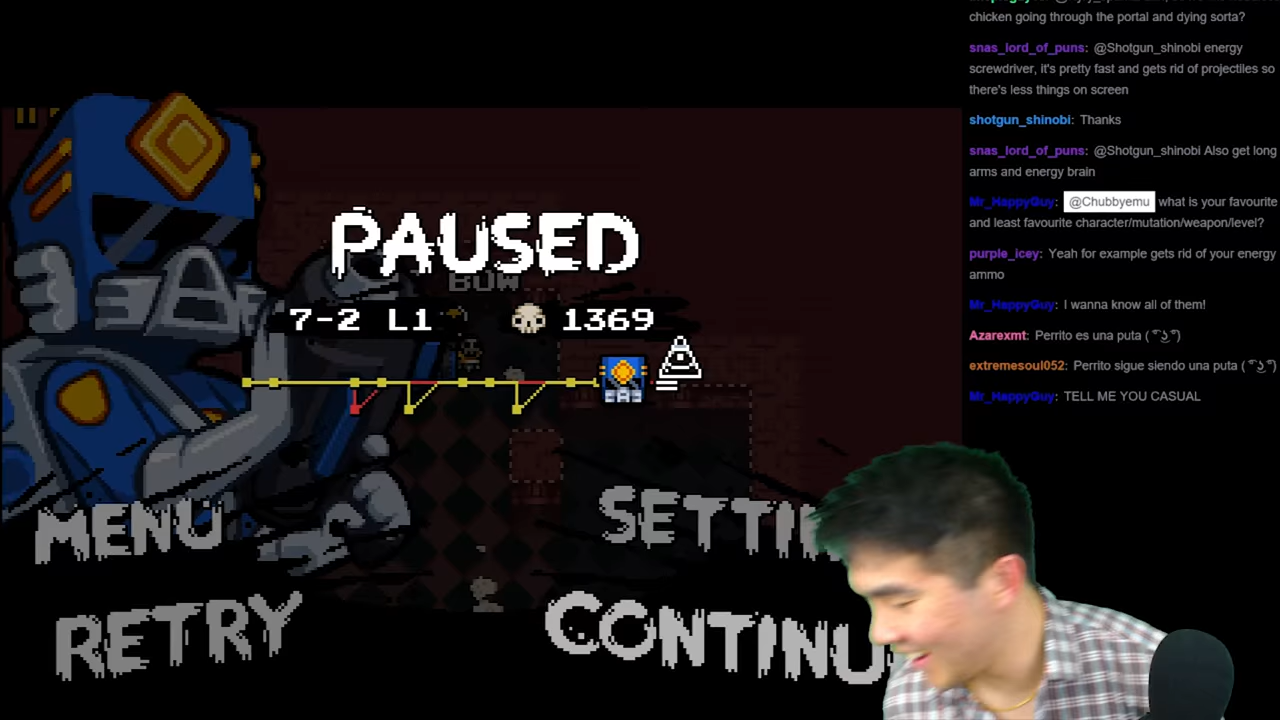 PAUSED
BOW
7-2 L1 1369
MENU
RETRY
chicken going through the portal and dying sorta?
snas_lord_of_puns: @Shotgun_shinobi energy
screwdriver, it's pretty fast and gets rid of projectiles so
there's less things on screen
shotgun_shinobi: Thanks
snas_lord_of_puns: @Shotgun_shinobi Also get long
arms and energy brain
Mr_HappyGuy: @Chubbyemu what is your favourite
and least favourite character/mutation/weapon/level?
purple_icey: Yeah for example gets rid of your energy
ammo
Mr_HappyGuy: I wanna know all of them!
Azarexmt: Perrito es una puta ( ͡° ͜ʖ ͡°)
extremesoul052: Perrito sigue siendo una puta ( ͡° ͜ʖ ͡°)
Mr_HappyGuy: TELL ME YOU CASUAL